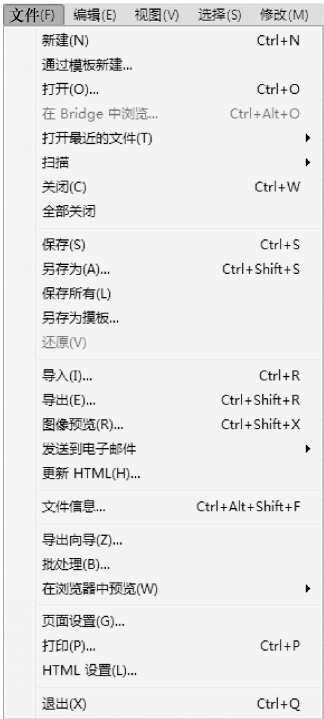 文件(F) 编辑(E) 视图(V) 选择(S) 修改(M)
新建(N) Ctrl+N
通过模板新建...
打开(O)... Ctrl+O
在 Bridge 中浏览... Ctrl+Alt+O
打开最近的文件(T)
扫描
关闭(C) Ctrl+W
全部关闭
保存(S) Ctrl+S
另存为(A)... Ctrl+Shift+S
保存所有(L)
另存为摸板...
还原(V)
导入(I)... Ctrl+R
导出(E)... Ctrl+Shift+R
图像预览(R)... Ctrl+Shift+X
发送到电子邮件
更新 HTML(H)...
文件信息... Ctrl+Alt+Shift+F
导出向导(Z)...
批处理(B)...
在浏览器中预览(W)
页面设置(G)...
打印(P)... Ctrl+P
HTML 设置(L)...
退出(X) Ctrl+Q